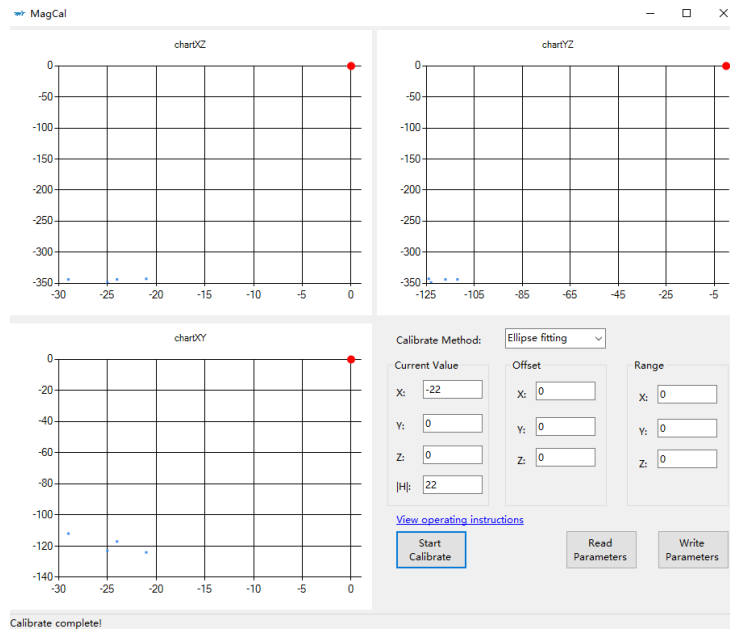 MagCal
chartXZ
0
-50
-100
-150
-200
-250
-300
-350
-30 -25 -20 -15 -10 -5 0
chartYZ
0
-50
-100
-150
-200
-250
-300
-350
-125 -105 -85 -65 -45 -25 -5
chartXY
0
-20
-40
-60
-80
-100
-120
-140
-30 -25 -20 -15 -10 -5 0
Calibrate Method: Ellipse fitting
Current Value
X: -22
Y: 0
Z: 0
|H|: 22
Offset
X: 0
Y: 0
Z: 0
Range
X: 0
Y: 0
Z: 0
View operating instructions
Start
Calibrate
Read
Parameters
Write
Parameters
Calibrate complete!